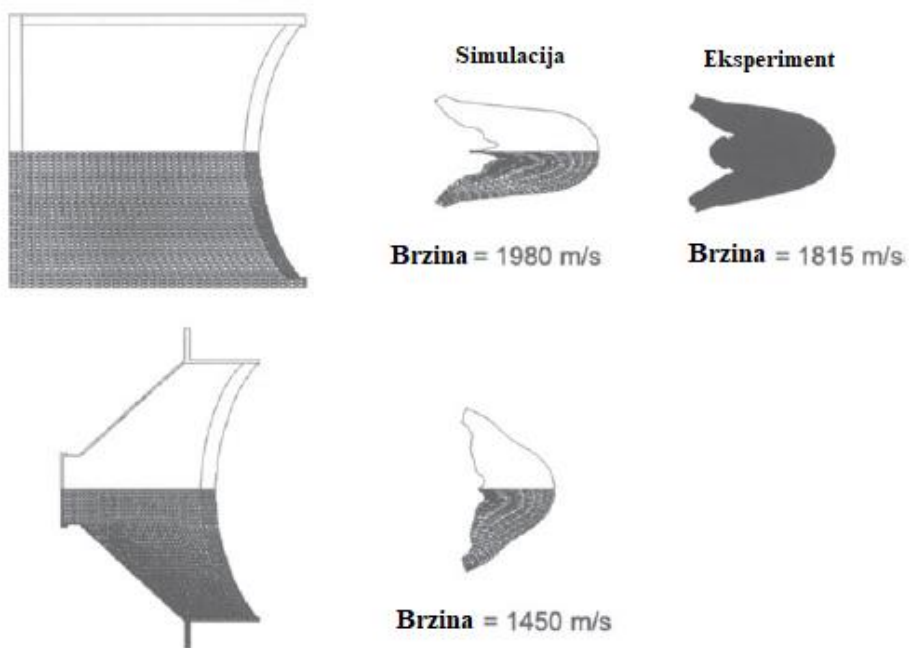 Simulacija
Eksperiment
Brzina = 1980 m/s
Brzina = 1815 m/s
Brzina = 1450 m/s